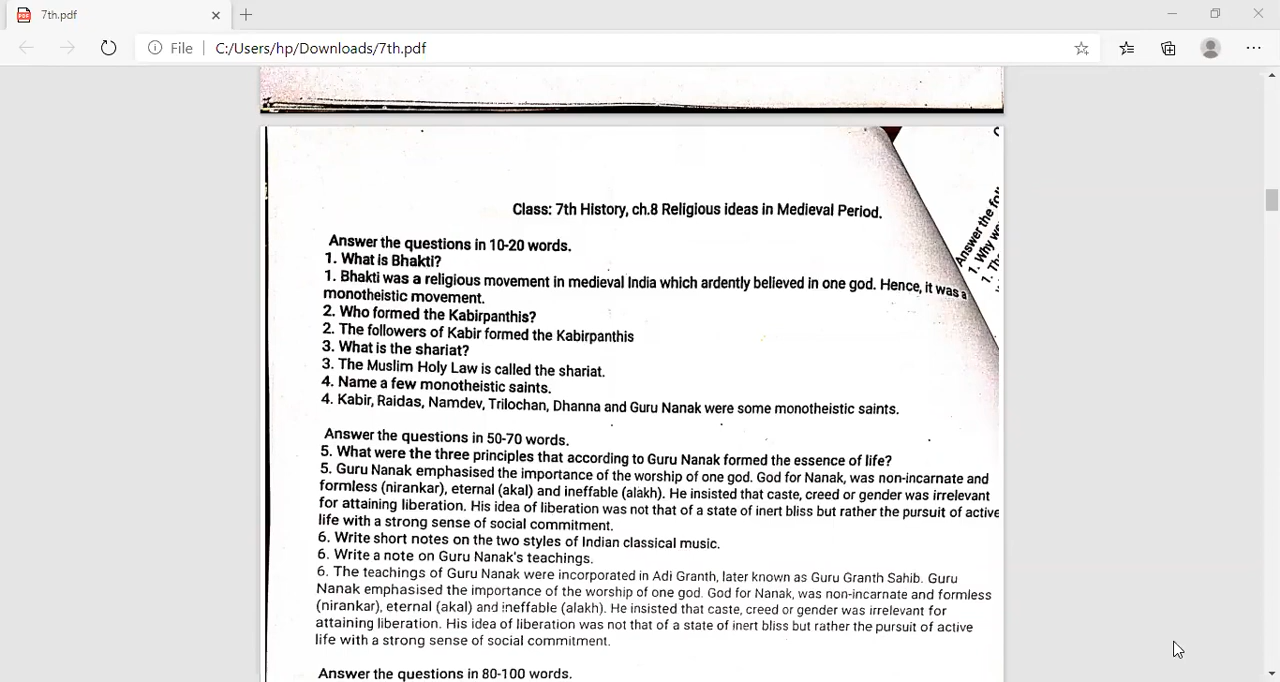 7th.pdf
File
C:/Users/hp/Downloads/7th.pdf
Class: 7th History, ch.8 Religious ideas in Medieval Period.
Answer the questions in 10-20 words.
1. What is Bhakti?
1. Bhakti was a religious movement in medieval India which ardently believed in one god. Hence, it was a
monotheistic movement.
2. Who formed the Kabirpanthis?
2. The followers of Kabir formed the Kabirpanthis
3. What is the shariat?
3. The Muslim Holy Law is called the shariat.
4. Name a few monotheistic saints.
4. Kabir, Raidas, Namdev, Trilochan, Dhanna and Guru Nanak were some monotheistic saints.
Answer the questions in 50-70 words.
5. What were the three principles that according to Guru Nanak formed the essence of life?
5. Guru Nanak emphasised the importance of the worship of one god. God for Nanak, was non-incarnate and
formless (nirankar), eternal (akal) and ineffable (alakh). He insisted that caste, creed or gender was irrelevant
for attaining liberation. His idea of liberation was not that of a state of inert bliss but rather the pursuit of active
life with a strong sense of social commitment.
6. Write short notes on the two styles of Indian classical music.
6. Write a note on Guru Nanak's teachings.
6. The teachings of Guru Nanak were incorporated in Adi Granth, later known as Guru Granth Sahib. Guru
Nanak emphasised the importance of the worship of one god. God for Nanak, was non-incarnate and formless
(nirankar), eternal (akal) and ineffable (alakh). He insisted that caste, creed or gender was irrelevant for
attaining liberation. His idea of liberation was not that of a state of inert bliss but rather the pursuit of active
life with a strong sense of social commitment.
Answer the questions in 80-100 words.
Answer the
1. Why
1.